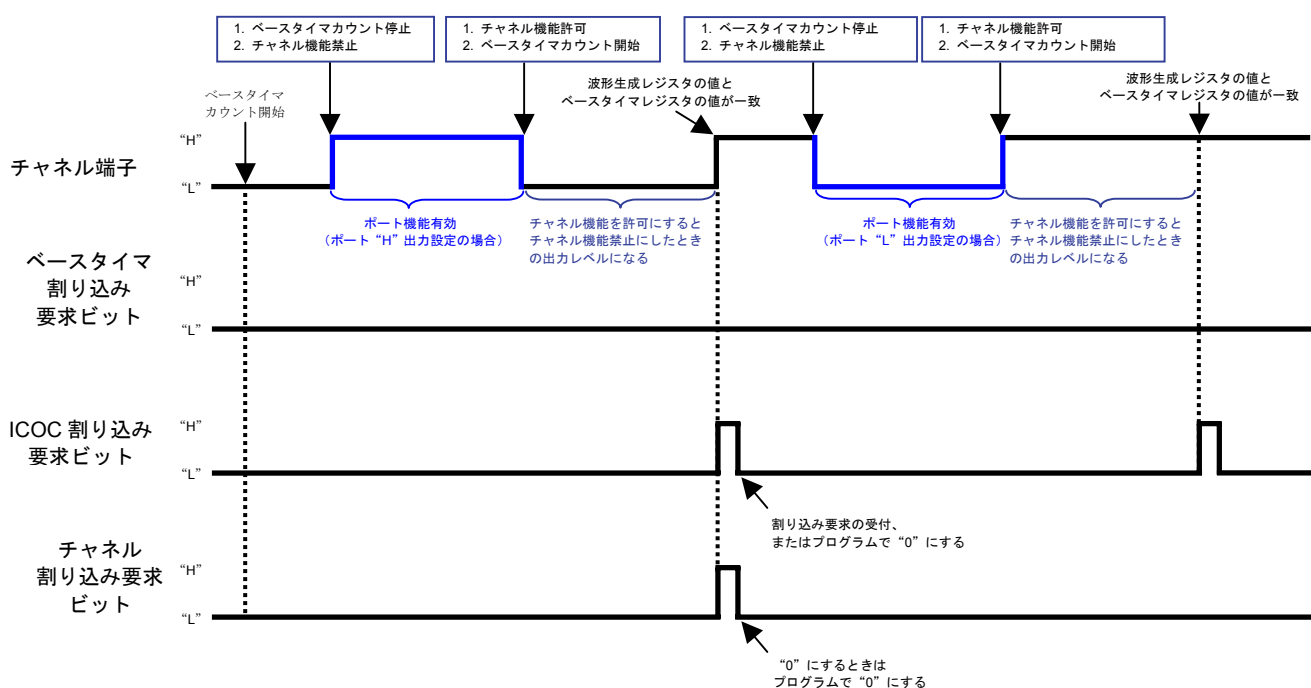 1. ベースタイマカウント停止
2. チャネル機能禁止
1. チャネル機能許可
2. ベースタイマカウント開始
1. ベースタイマカウント停止
2. チャネル機能禁止
1. チャネル機能許可
2. ベースタイマカウント開始
ベースタイマ
カウント開始
波形生成レジスタの値と
ベースタイマレジスタの値が一致
波形生成レジスタの値と
ベースタイマレジスタの値が一致
チャネル端子
“H”
“L”
ポート機能有効
(ポート“H”出力設定の場合)
チャネル機能を許可にすると
チャネル機能禁止にしたとき
の出力レベルになる
ポート機能有効
(ポート“L”出力設定の場合)
チャネル機能を許可にすると
チャネル機能禁止にしたとき
の出力レベルになる
ベースタイマ
割り込み
要求ビット
“H”
“L”
ICOC 割り込み
要求ビット
“H”
“L”
割り込み要求の受付、
またはプログラムで“0”にする
チャネル
割り込み要求
ビット
“H”
“L”
“0”にするときは
プログラムで“0”にする